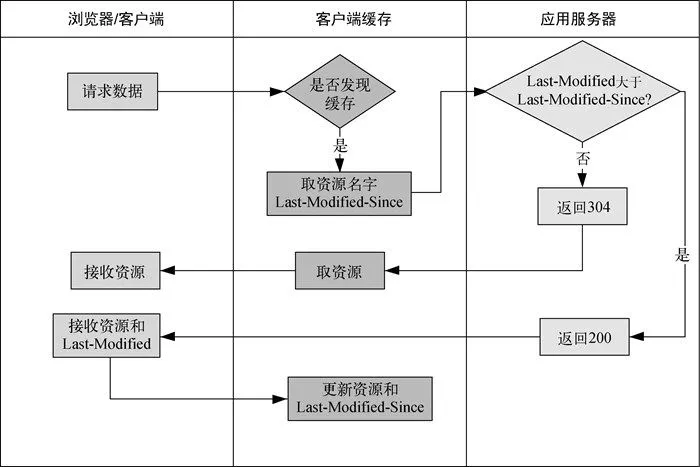 浏览器/客户端
客户端缓存
应用服务器
请求数据
是否发现
缓存
Last-Modified大于
Last-Modified-Since?
是
否
取资源名字
Last-Modified-Since
返回304
是
接收资源
取资源
接收资源和
Last-Modified
返回200
更新资源和
Last-Modified-Since